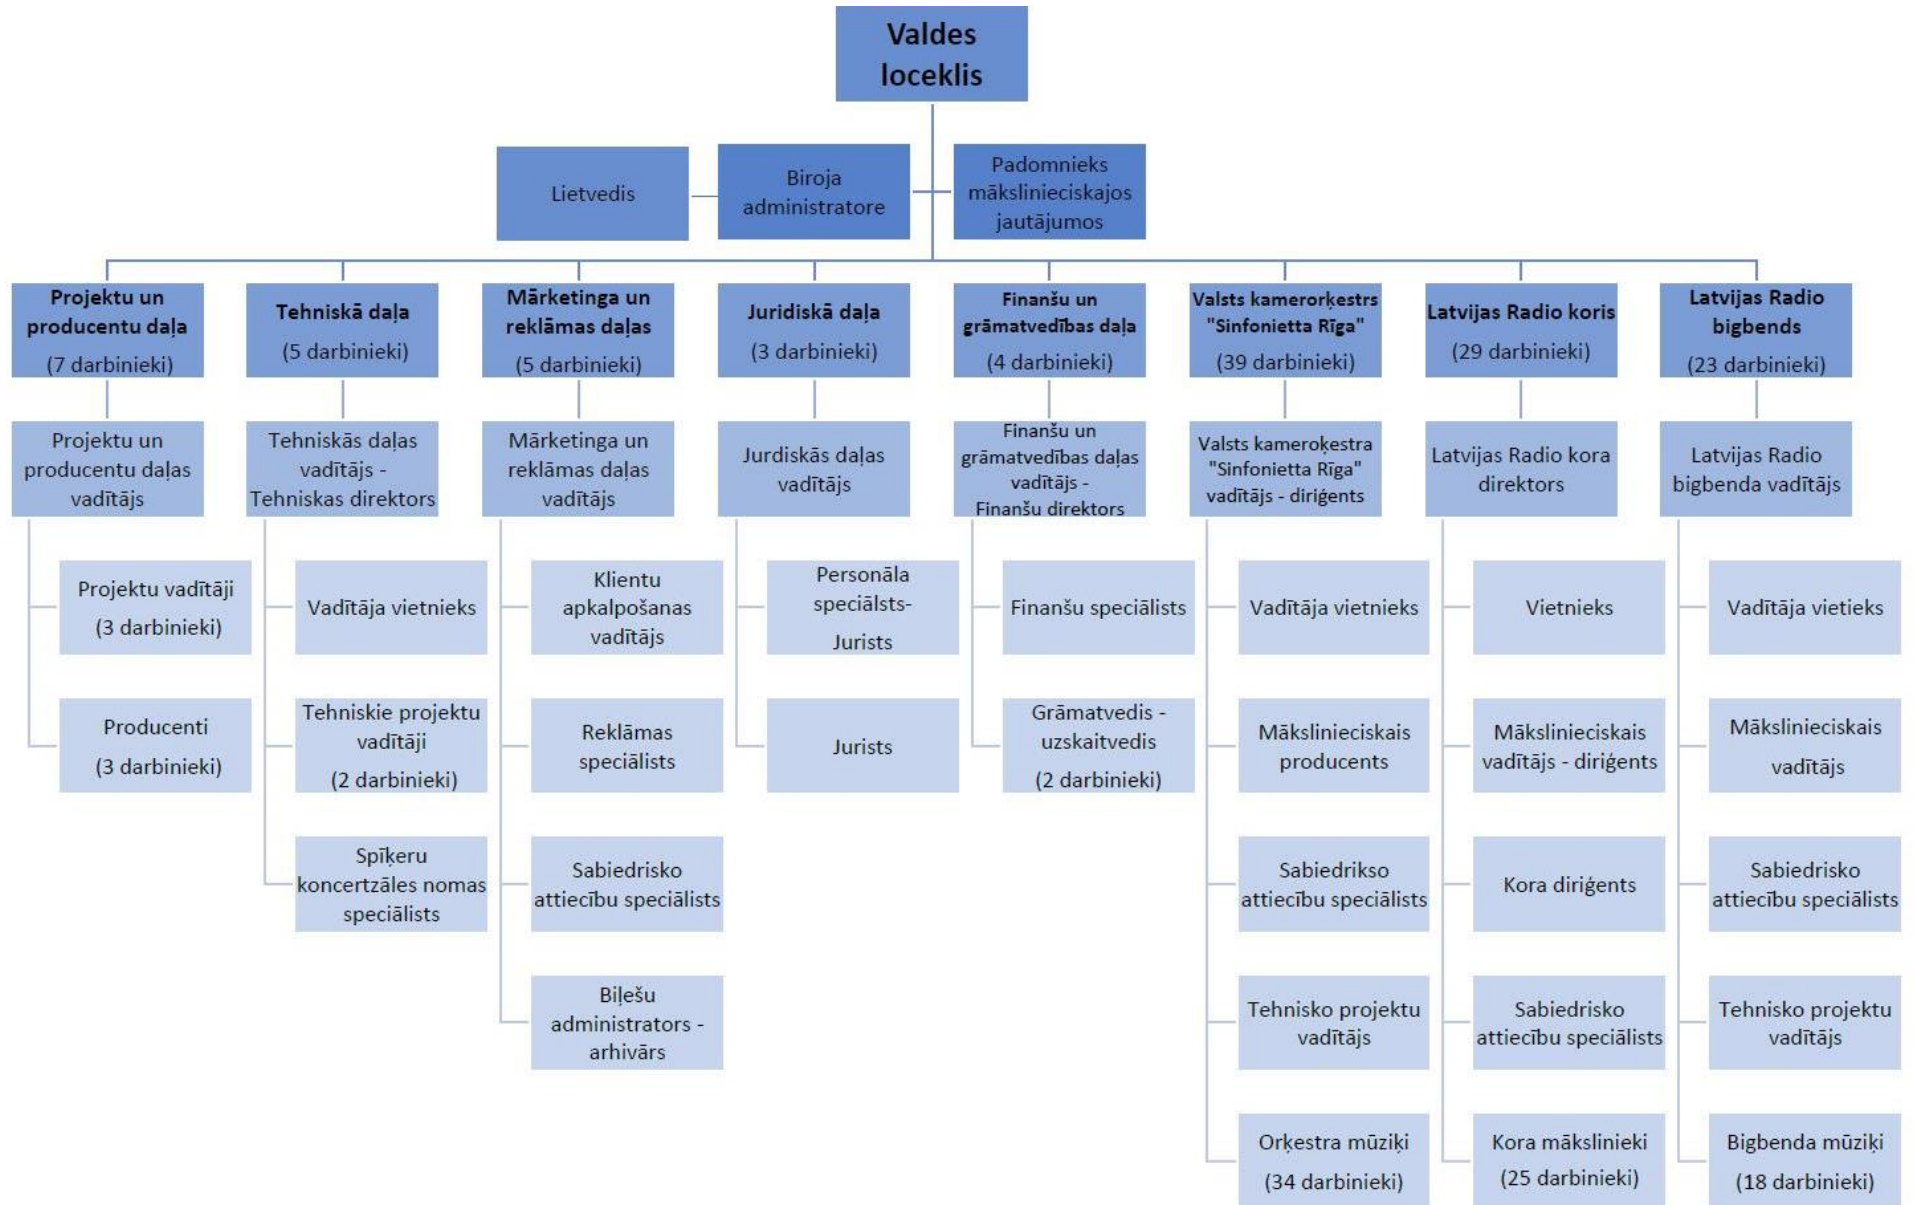 Valdes
loceklis
Lietvedis
Biroja
administratore
Padomnieks
mākslinieciskajos
jautājumos
Projektu un
producentu daļa
(7 darbinieki)
Tehniskā daļa
(5 darbinieki)
Mārketinga un
reklāmas daļas
(5 darbinieki)
Juridiskā daļa
(3 darbinieki)
Finanšu un
grāmatvedības daļa
(4 darbinieki)
Valsts kamerorķestrs
"Sinfonietta Rīga"
(39 darbinieki)
Latvijas Radio koris
(29 darbinieki)
Latvijas Radio
bigbends
(23 darbinieki)
Projektu un
producentu daļas
vadītājs
Tehniskās daļas
vadītājs -
Tehniskas direktors
Mārketinga un
reklāmas daļas
vadītājs
Jurdiskās daļas
vadītājs
Finanšu un
grāmatvedības daļas
vadītājs -
Finanšu direktors
Valsts kameroķestra
"Sinfonietta Rīga"
vadītājs - diriģents
Latvijas Radio kora
direktors
Latvijas Radio
bigbenda vadītājs
Projektu vadītāji
(3 darbinieki)
Producenti
(3 darbinieki)
Vadītāja vietnieks
Tehniskie projektu
vadītāji
(2 darbinieki)
Spīķeru
koncertzāles nomas
speciālists
Klientu
apkalpošanas
vadītājs
Reklāmas
speciālists
Sabiedrisko
attiecību speciālists
Biļešu
administrators -
arhivārs
Personāla
speciālsts-
Jurists
Jurists
Finanšu speciālists
Grāmatvedis -
uzskaitvedis
(2 darbinieki)
Vadītāja vietnieks
Mākslinieciskais
producents
Sabiedrikso
attiecību speciālists
Tehnisko projektu
vadītājs
Orķestra mūziķi
(34 darbinieki)
Vietnieks
Mākslinieciskais
vadītājs - diriģents
Kora diriģents
Sabiedrisko
attiecību speciālists
Kora mākslinieki
(25 darbinieki)
Vadītāja vietieks
Mākslinieciskais
vadītājs
Sabiedrisko
attiecību speciālists
Tehnisko projektu
vadītājs
Bigbenda mūziķi
(18 darbinieki)